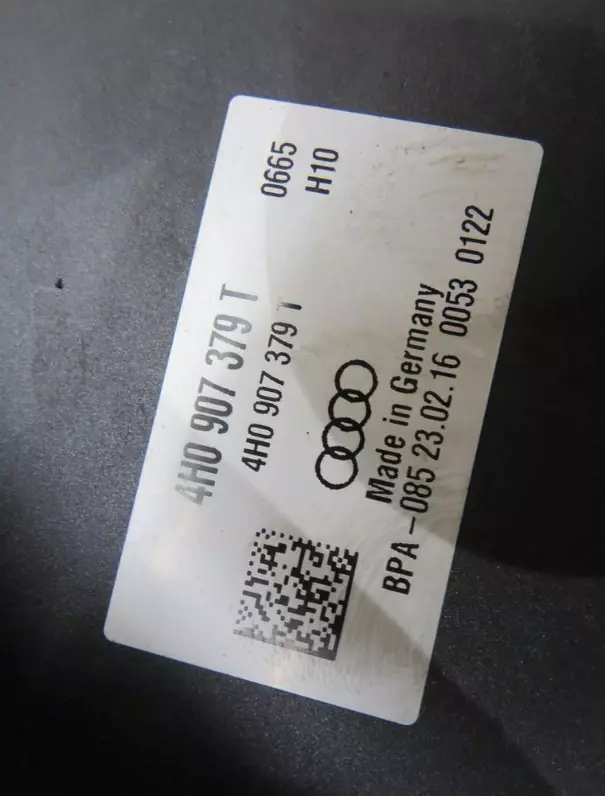 4H0 907 379 T
4H0 907 379 T
0665
H10
Made in Germany
BPA - 085 23.02.16 0053 0122